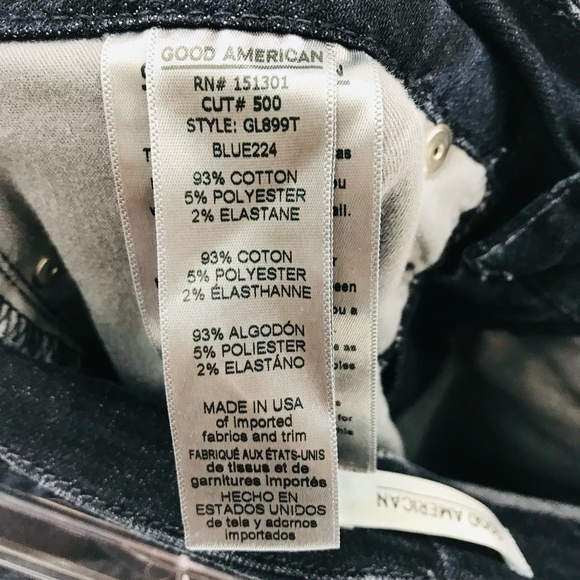 GOOD AMERICAN
RN# 151301
CUT# 500
STYLE: GL899T
BLUE224
93% COTTON
5% POLYESTER
2% ELASTANE
93% COTON
5% POLYESTER
2% ÉLASTHANNE
93% ALGODÓN
5% POLIESTER
2% ELASTÁNO
MADE IN USA
of imported
fabrics and trim
FABRIQUÉ AUX ÉTATS-UNIS
de tissus et de
garnitures importés
HECHO EN
ESTADOS UNIDOS
de tela y adornos
importados
GOOD AMERICAN